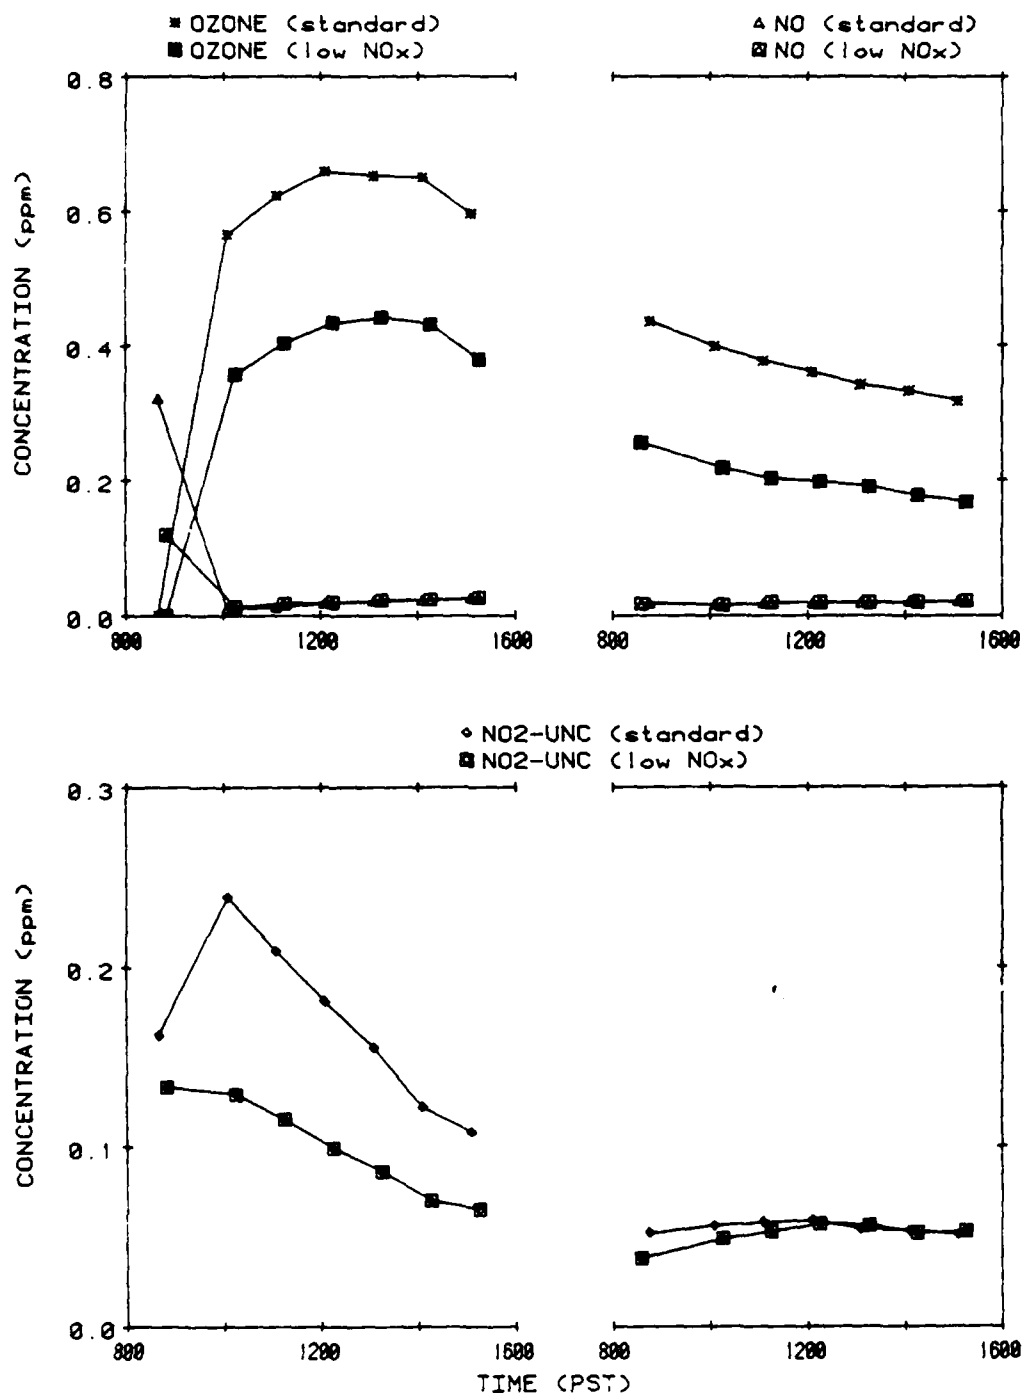 OZONE (standard) NO (standard)
OZONE (low NOx) NO (low NOx)
0.8
0.6
0.4
0.2
0.0
CONCENTRATION (ppm)
800 1200 1600 800 1200 1600
NO2-UNC (standard)
NO2-UNC (low NOx)
0.3
0.2
0.1
0.0
CONCENTRATION (ppm)
800 1200 1600 800 1200 1600
TIME (PST)